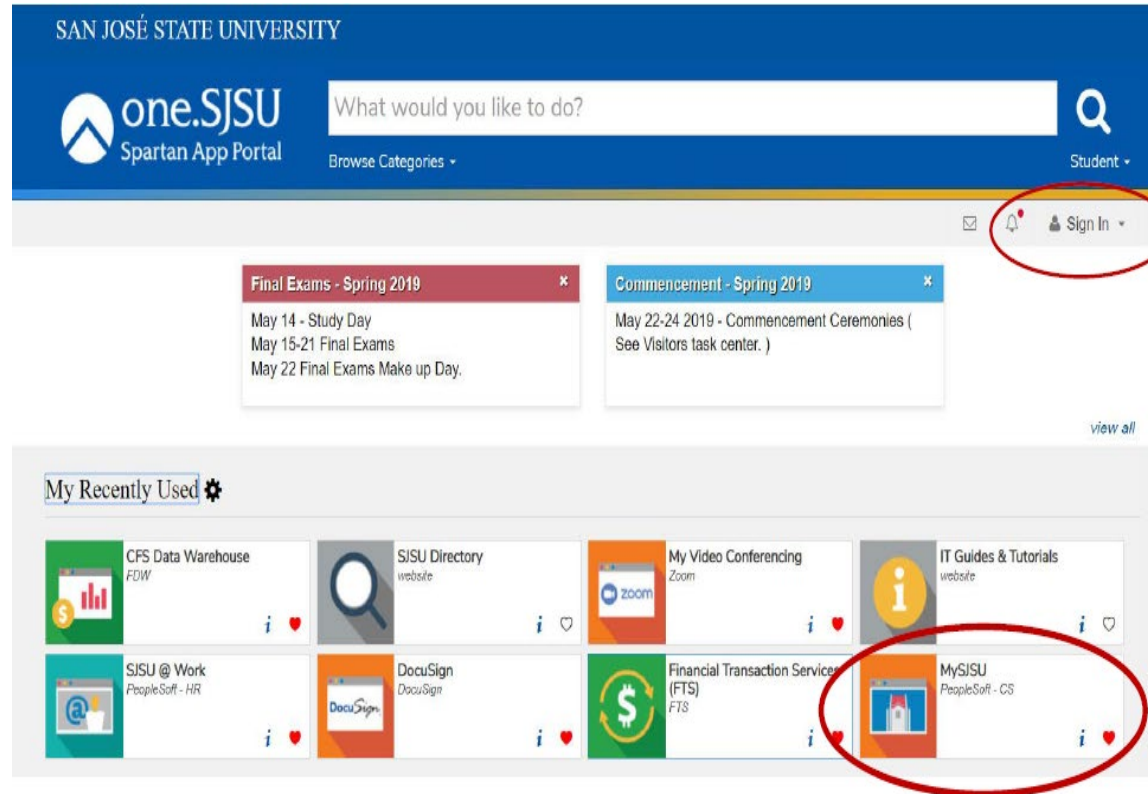 SAN JOSÉ STATE UNIVERSITY
one.SJSU
Spartan App Portal
What would you like to do?
Browse Categories
Student
Sign In
Final Exams - Spring 2019
May 14 - Study Day
May 15-21 Final Exams
May 22 Final Exams Make up Day.
Commencement - Spring 2019
May 22-24 2019 - Commencement Ceremonies (
See Visitors task center. )
view all
My Recently Used
CFS Data Warehouse
FDW
i
SJSU Directory
website
i
My Video Conferencing
Zoom
zoom
i
IT Guides & Tutorials
website
i
i
SJSU @ Work
PeopleSoft - HR
@
i
DocuSign
DocuSign
DocuSign
i
Financial Transaction Services
(FTS)
FTS
$
i
MySJSU
PeopleSoft - CS
i